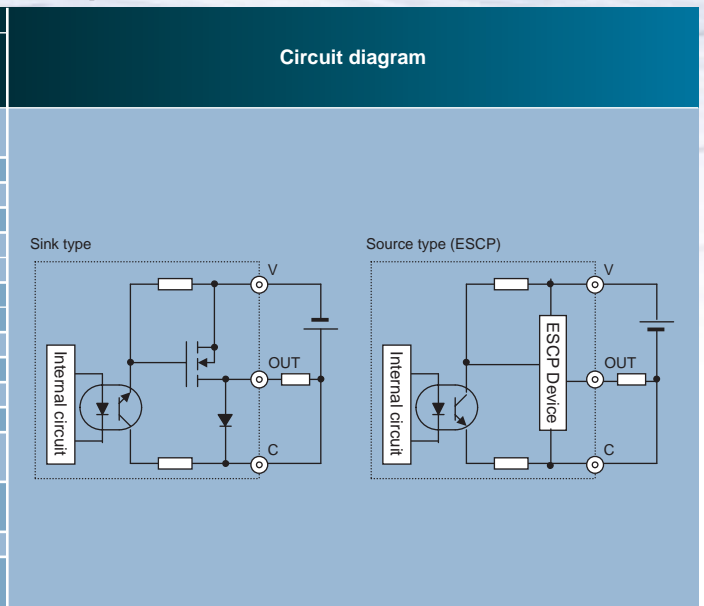 Circuit diagram
Sink type
V
OUT
C
Internal circuit
Source type (ESCP)
V
OUT
C
Internal circuit
ESCP Device